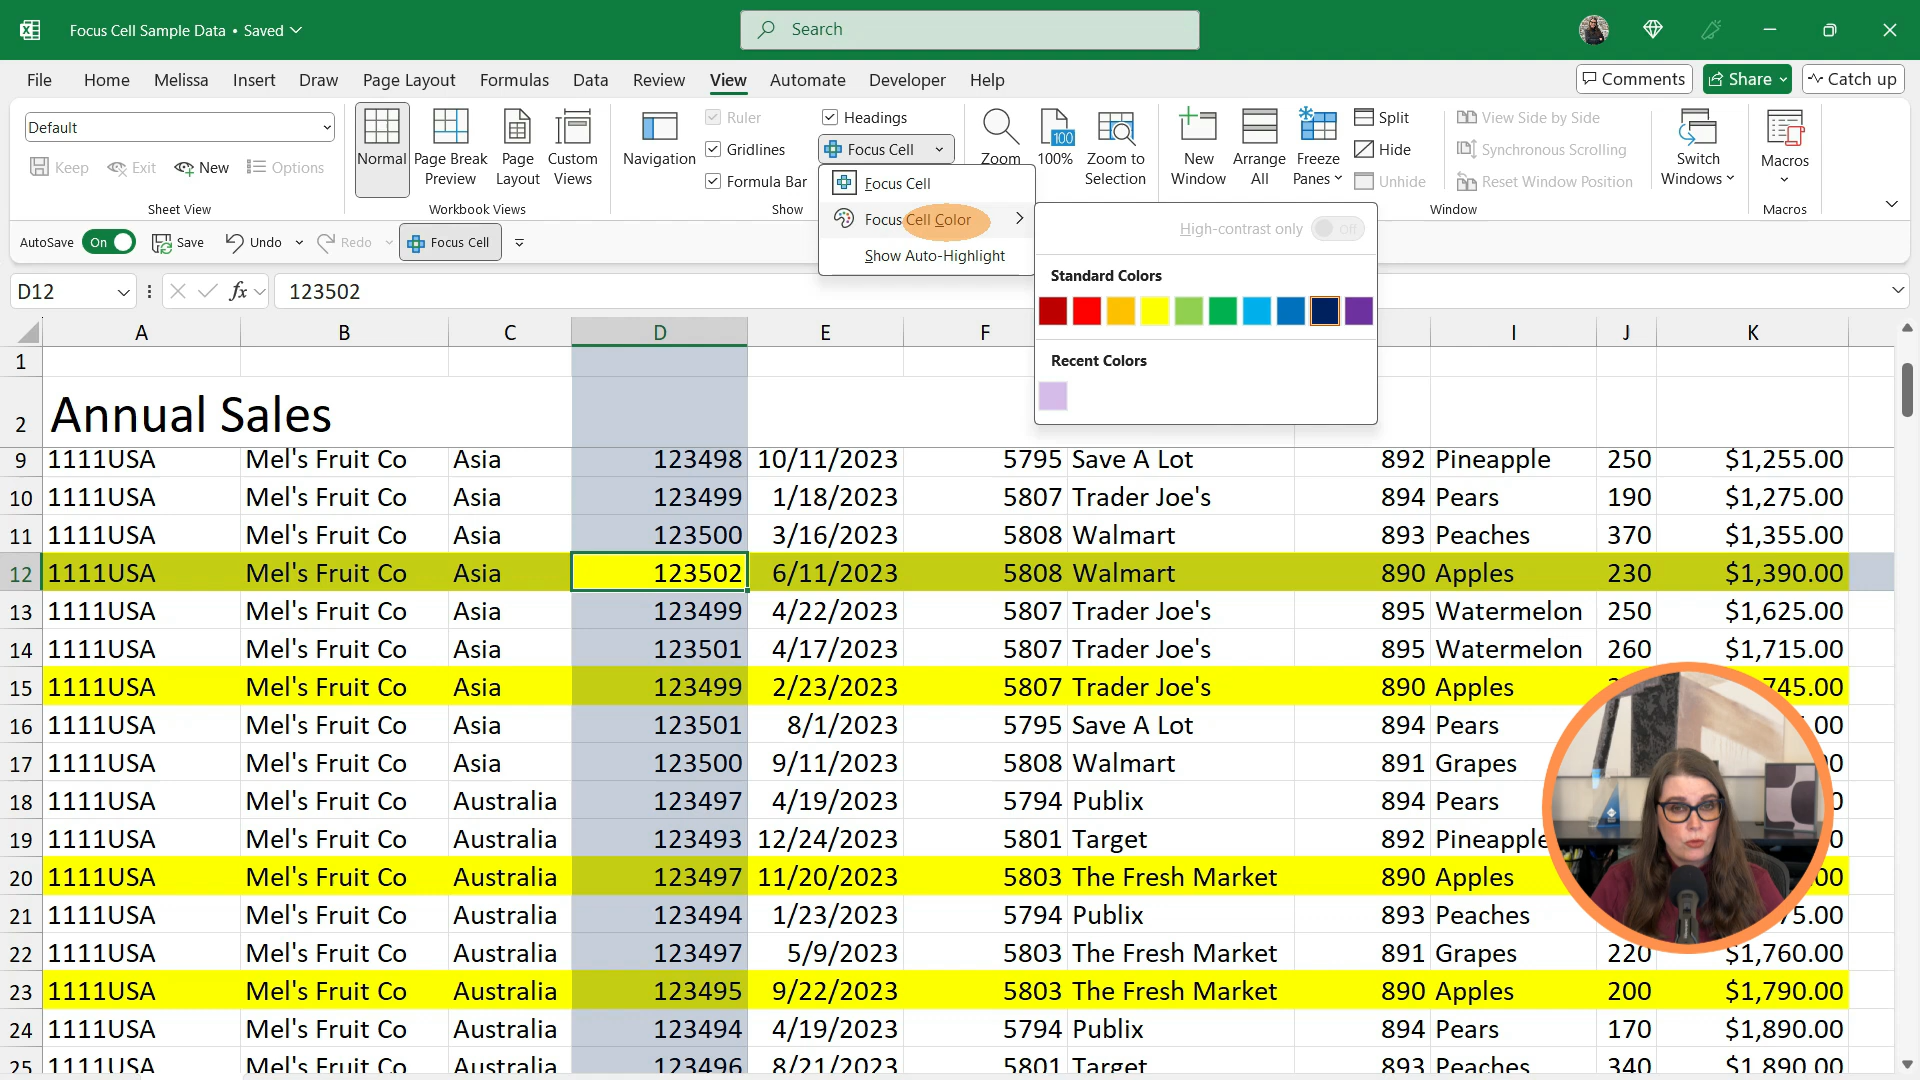 Focus Cell Sample Data • Saved
Search
File Home Melissa Insert Draw Page Layout Formulas Data Review View Automate Developer Help
Comments Share Catch up
Default
Keep Exit New Options
Sheet View
Normal Page Break Preview Page Layout Custom Views
Workbook Views
Navigation
Ruler
Gridlines
Formula Bar
Headings
Focus Cell
Show
Zoom 100% Zoom to Selection
New Window Arrange All Freeze Panes
Split
Hide
Unhide
View Side by Side
Synchronous Scrolling
Reset Window Position
Window
Switch Windows
Macros
Macros
AutoSave On Save Undo Redo Focus Cell
Focus Cell
Focus Cell Color
Show Auto-Highlight
High-contrast only Off
Standard Colors
Recent Colors
D12 fx 123502
A B C D E F I J K
1
2 Annual Sales
9 1111USA Mel's Fruit Co Asia 123498 10/11/2023 5795 Save A Lot 892 Pineapple 250 $1,255.00
10 1111USA Mel's Fruit Co Asia 123499 1/18/2023 5807 Trader Joe's 894 Pears 190 $1,275.00
11 1111USA Mel's Fruit Co Asia 123500 3/16/2023 5808 Walmart 893 Peaches 370 $1,355.00
12 1111USA Mel's Fruit Co Asia 123502 6/11/2023 5808 Walmart 890 Apples 230 $1,390.00
13 1111USA Mel's Fruit Co Asia 123499 4/22/2023 5807 Trader Joe's 895 Watermelon 250 $1,625.00
14 1111USA Mel's Fruit Co Asia 123501 4/17/2023 5807 Trader Joe's 895 Watermelon 260 $1,715.00
15 1111USA Mel's Fruit Co Asia 123499 2/23/2023 5807 Trader Joe's 890 Apples 745.00
16 1111USA Mel's Fruit Co Asia 123501 8/1/2023 5795 Save A Lot 894 Pears
17 1111USA Mel's Fruit Co Asia 123500 9/11/2023 5808 Walmart 891 Grapes
18 1111USA Mel's Fruit Co Australia 123497 4/19/2023 5794 Publix 894 Pears
19 1111USA Mel's Fruit Co Australia 123493 12/24/2023 5801 Target 892 Pineapple
20 1111USA Mel's Fruit Co Australia 123497 11/20/2023 5803 The Fresh Market 890 Apples
21 1111USA Mel's Fruit Co Australia 123494 1/23/2023 5794 Publix 893 Peaches
22 1111USA Mel's Fruit Co Australia 123497 5/9/2023 5803 The Fresh Market 891 Grapes 220 $1,760.00
23 1111USA Mel's Fruit Co Australia 123495 9/22/2023 5803 The Fresh Market 890 Apples 200 $1,790.00
24 1111USA Mel's Fruit Co Australia 123494 4/19/2023 5794 Publix 894 Pears 170 $1,890.00
25 1111USA Mel's Fruit Co Australia 123496 8/21/2023 5801 Target 893 Peaches 340 $1,890.00